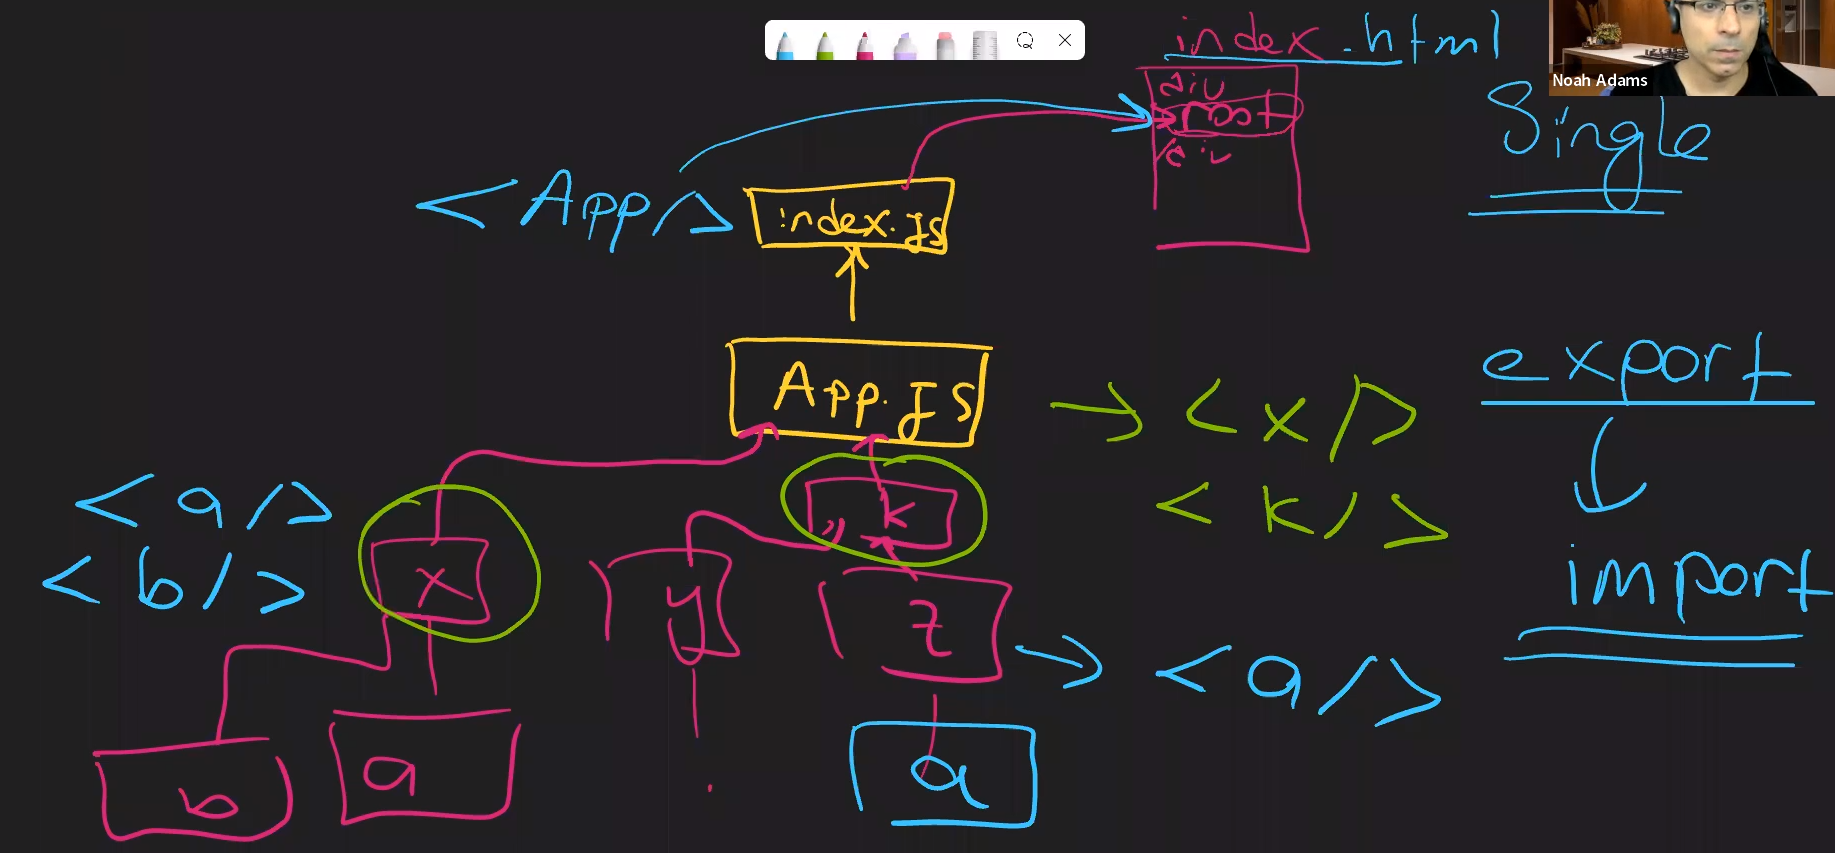 index.html
Noah Adams
div
root
div
Single
<App/>
index.JS
App.JS
export
<x/>
<k/>
<a/>
<b/>
x
k
y
z
import
<a/>
b
a
a